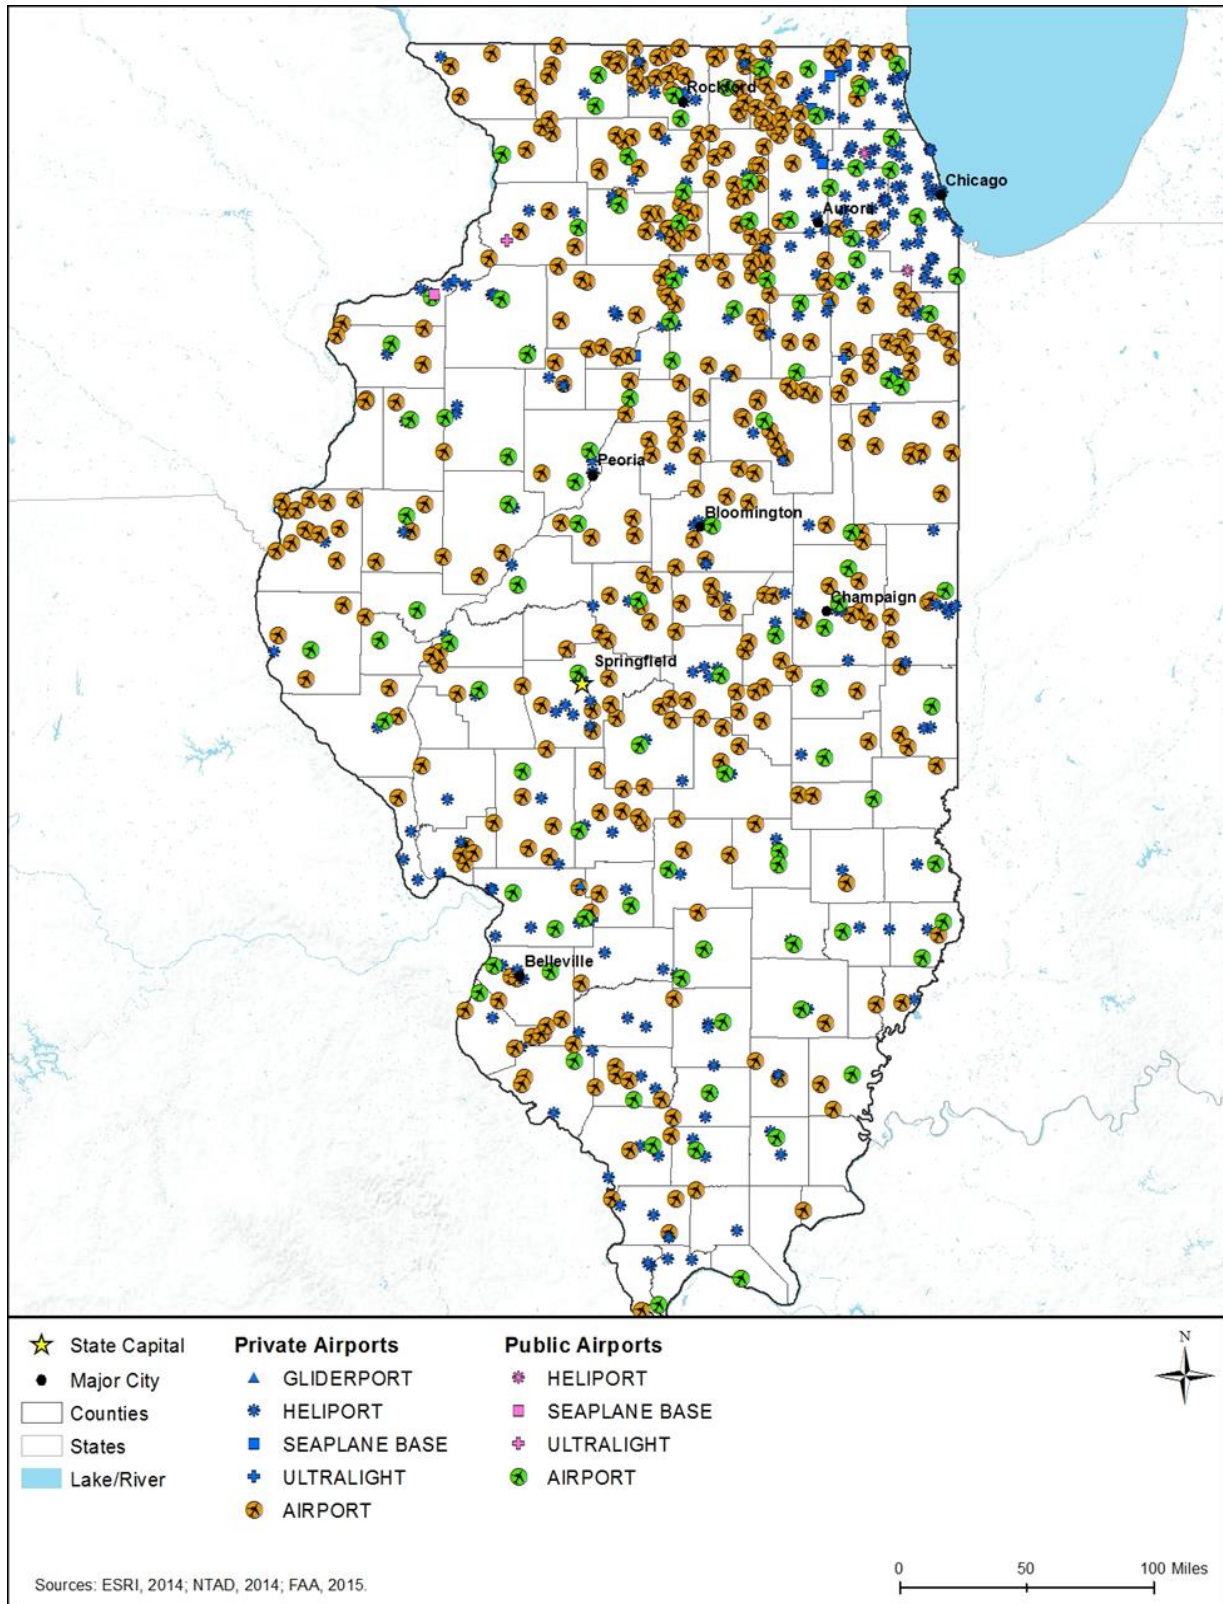 Rockford
Chicago
Aurora
Peoria
Bloomington
Champaign
Springfield
Belleville
State Capital
Major City
Counties
States
Lake/River
Private Airports
GLIDERPORT
HELIPORT
SEAPLANE BASE
ULTRALIGHT
AIRPORT
Public Airports
HELIPORT
SEAPLANE BASE
ULTRALIGHT
AIRPORT
N
0 50 100 Miles
Sources: ESRI, 2014; NTAD, 2014; FAA, 2015.